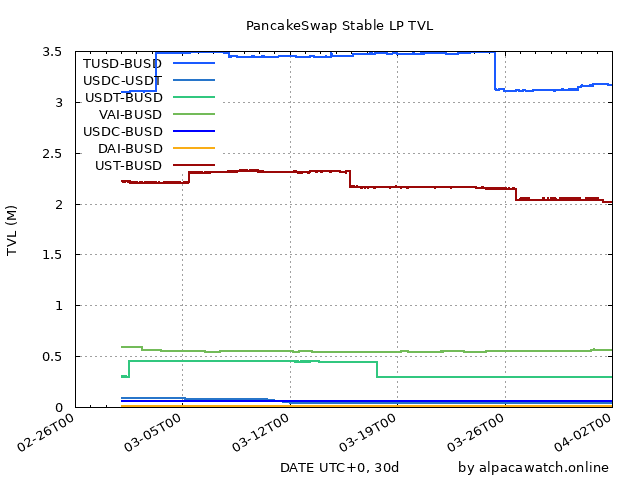 PancakeSwap Stable LP TVL
3.5
3
2.5
2
1.5
1
0.5
0
TVL (M)
TUSD-BUSD
USDC-USDT
USDT-BUSD
VAI-BUSD
USDC-BUSD
DAI-BUSD
UST-BUSD
02-26T00 03-05T00 03-12T00 03-19T00 03-26T00 04-02T00
DATE UTC+0, 30d by alpacawatch.online